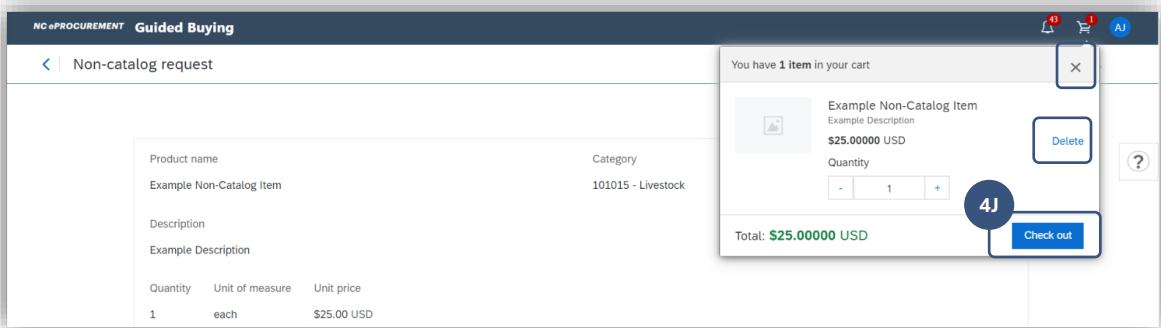 NC ePROCUREMENT Guided Buying
43
1
AJ
Non-catalog request
You have 1 item in your cart
Example Non-Catalog Item
Example Description
$25.00000 USD
Delete
Quantity
- 1 +
4J
Total: $25.00000 USD
Check out
?
Product name
Category
Example Non-Catalog Item
101015 - Livestock
Description
Example Description
Quantity Unit of measure Unit price
1 each $25.00 USD